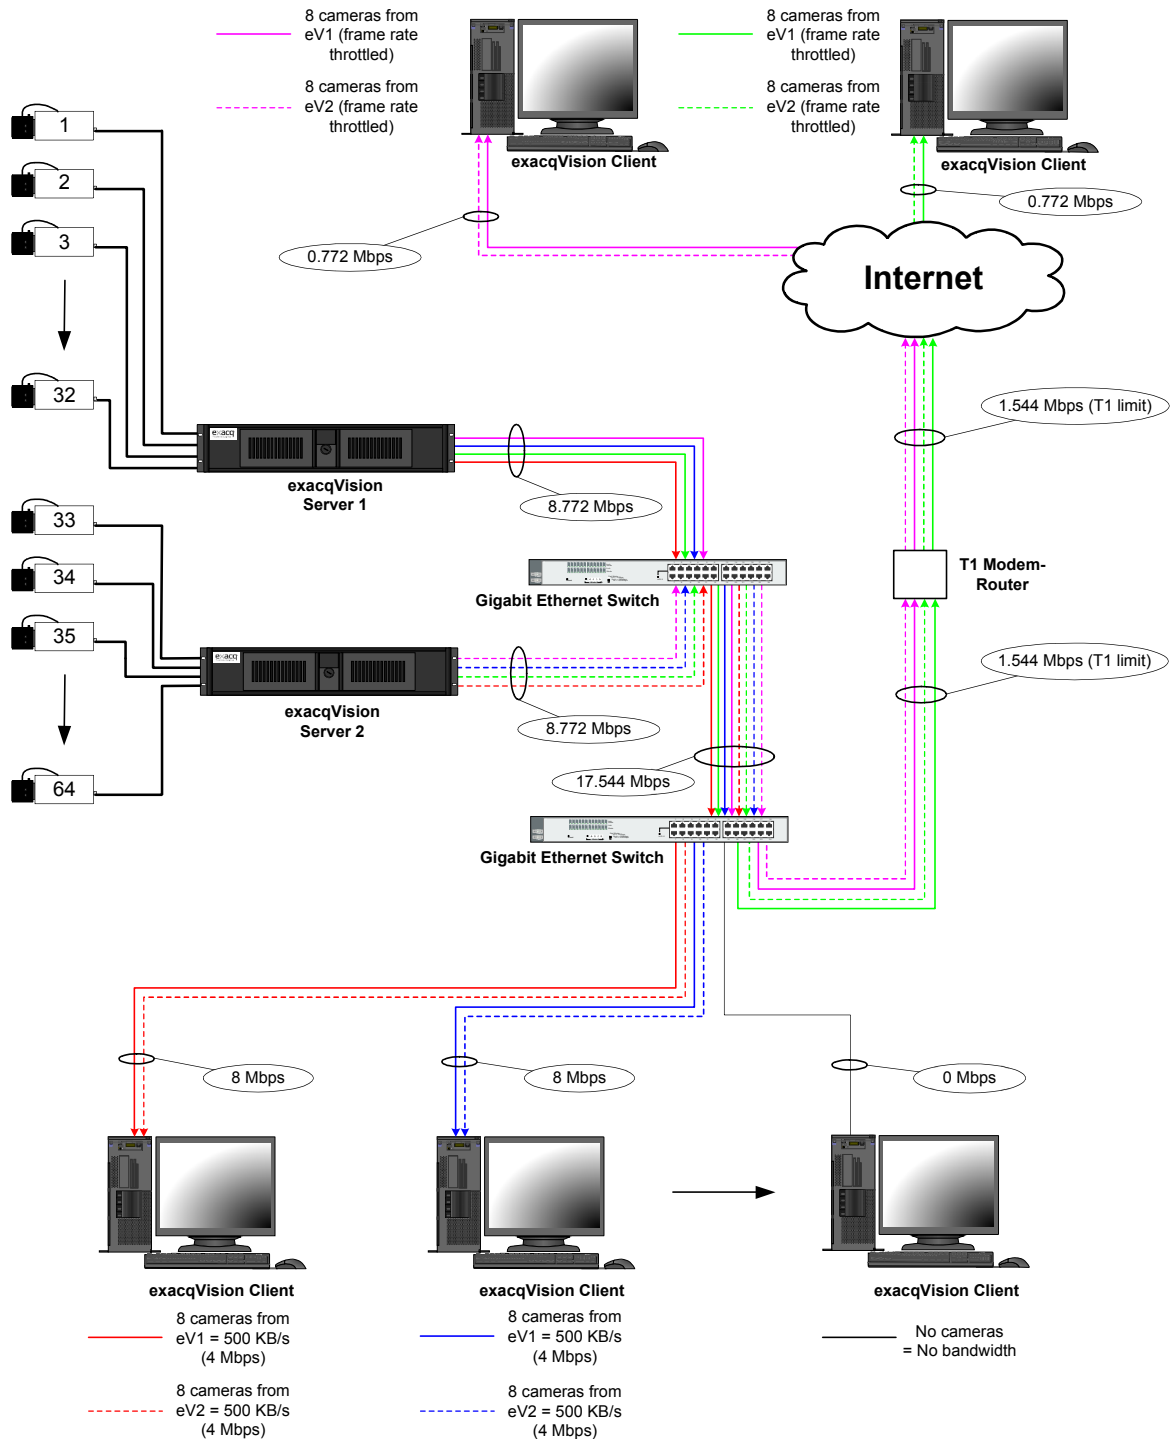 8 cameras from
eV1 (frame rate
throttled)
8 cameras from
eV2 (frame rate
throttled)
8 cameras from
eV1 (frame rate
throttled)
8 cameras from
eV2 (frame rate
throttled)
exacqVision Client
exacqVision Client
0.772 Mbps
0.772 Mbps
Internet
1
2
3
32
1.544 Mbps (T1 limit)
exacq
exacqVision
Server 1
8.772 Mbps
33
34
35
64
Gigabit Ethernet Switch
T1 Modem-
Router
exacq
exacqVision
Server 2
8.772 Mbps
1.544 Mbps (T1 limit)
17.544 Mbps
Gigabit Ethernet Switch
8 Mbps
8 Mbps
0 Mbps
exacqVision Client
exacqVision Client
exacqVision Client
8 cameras from
eV1 = 500 KB/s
(4 Mbps)
8 cameras from
eV2 = 500 KB/s
(4 Mbps)
8 cameras from
eV1 = 500 KB/s
(4 Mbps)
8 cameras from
eV2 = 500 KB/s
(4 Mbps)
No cameras
= No bandwidth